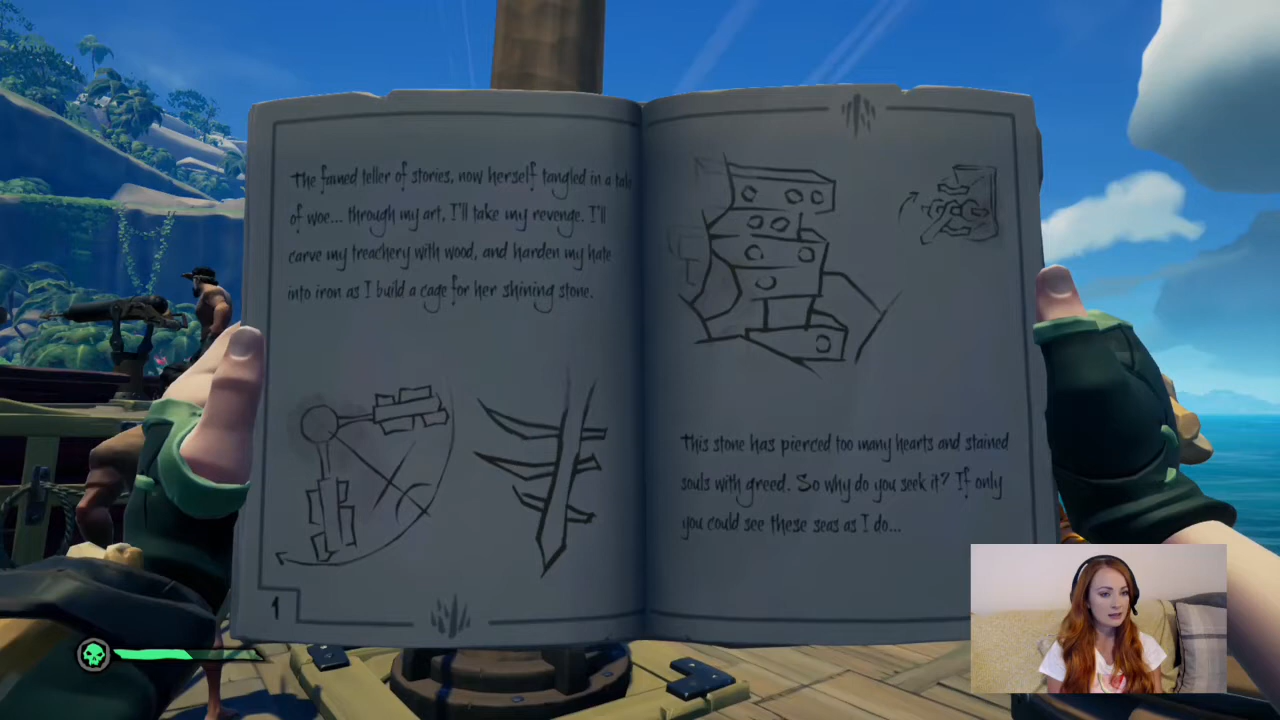 The famed teller of stories, now herself tangled in a tale
of woe... through my art, I'll take my revenge. I'll
carve my treachery with wood, and harden my hate
into iron as I build a cage for her shining stone.
1
This stone has pierced too many hearts and stained
souls with greed. So why do you seek it? If only
you could see these seas as I do...